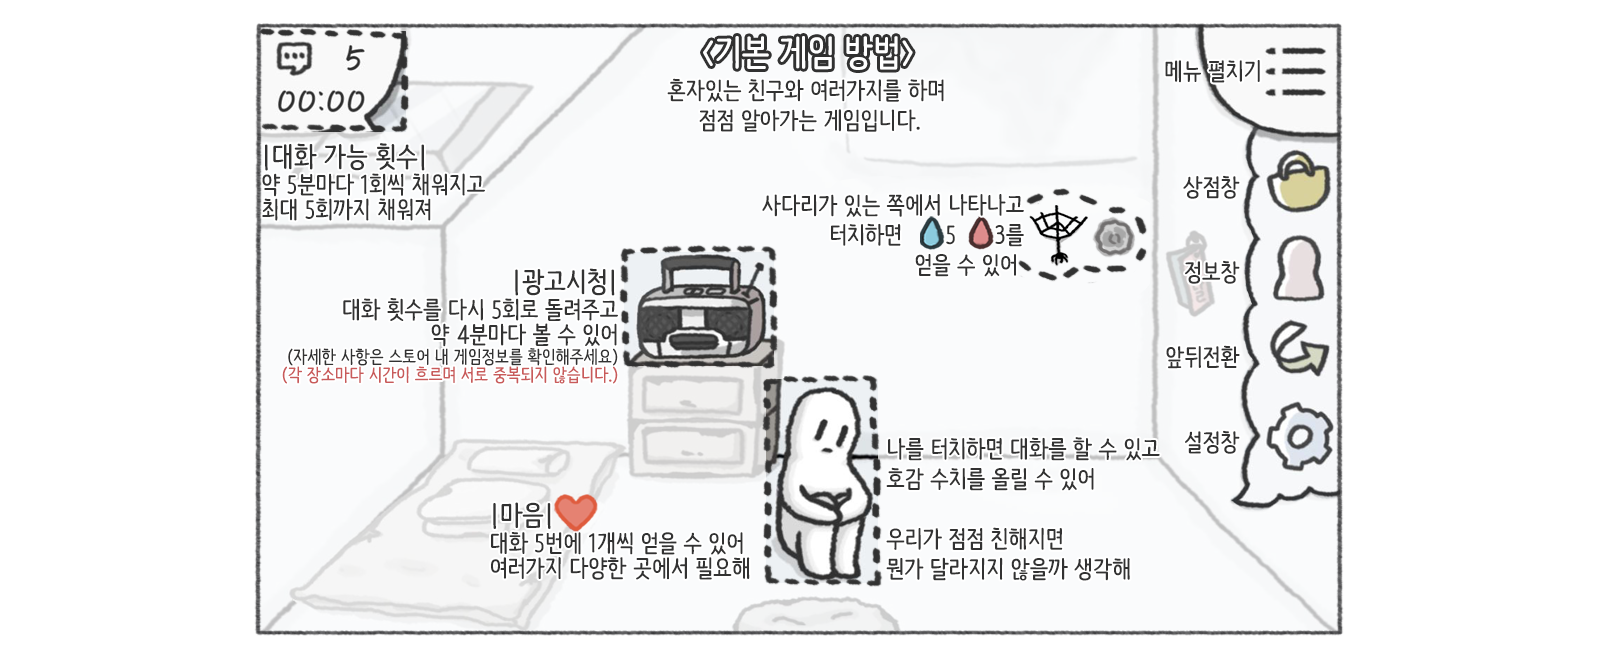 <기본 게임 방법>
혼자있는 친구와 여러가지를 하며
점점 알아가는 게임입니다.
5
00:00
|대화 가능 횟수|
약 5분마다 1회씩 채워지고
최대 5회까지 채워져
메뉴 펼치기
상점창
정보창
앞뒤전환
설정창
사다리가 있는 쪽에서 나타나고
터치하면 5 3를
얻을 수 있어
|광고시청|
대화 횟수를 다시 5회로 돌려주고
약 4분마다 볼 수 있어
(자세한 사항은 스토어 내 게임정보를 확인해주세요)
(각 장소마다 시간이 흐르며 서로 중복되지 않습니다.)
나를 터치하면 대화를 할 수 있고
호감 수치를 올릴 수 있어
|마음|
대화 5번에 1개씩 얻을 수 있어
여러가지 다양한 곳에서 필요해
우리가 점점 친해지면
뭔가 달라지지 않을까 생각해